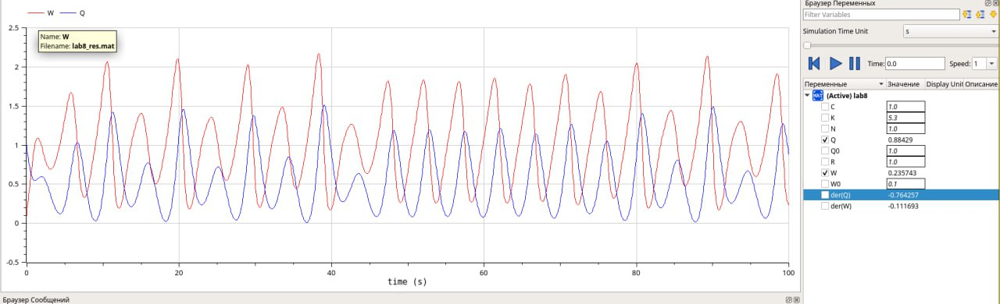 W Q
Name: W
Filename: lab8_res.mat
2.5
2
1.5
1
0.5
0
-0.5
0 20 40 60 80 100
time (s)
Браузер Сообщений
Браузер Переменных
Filter Variables
Simulation Time Unit s
Time: 0.0 Speed: 1
Переменные Значение Display Unit Описание
MAT (Active) lab8
C 1.0
K 5.3
N 1.0
Q 0.88429
Q0 1.0
R 1.0
W 0.235743
W0 0.1
der(Q) -0.764257
der(W) -0.111693